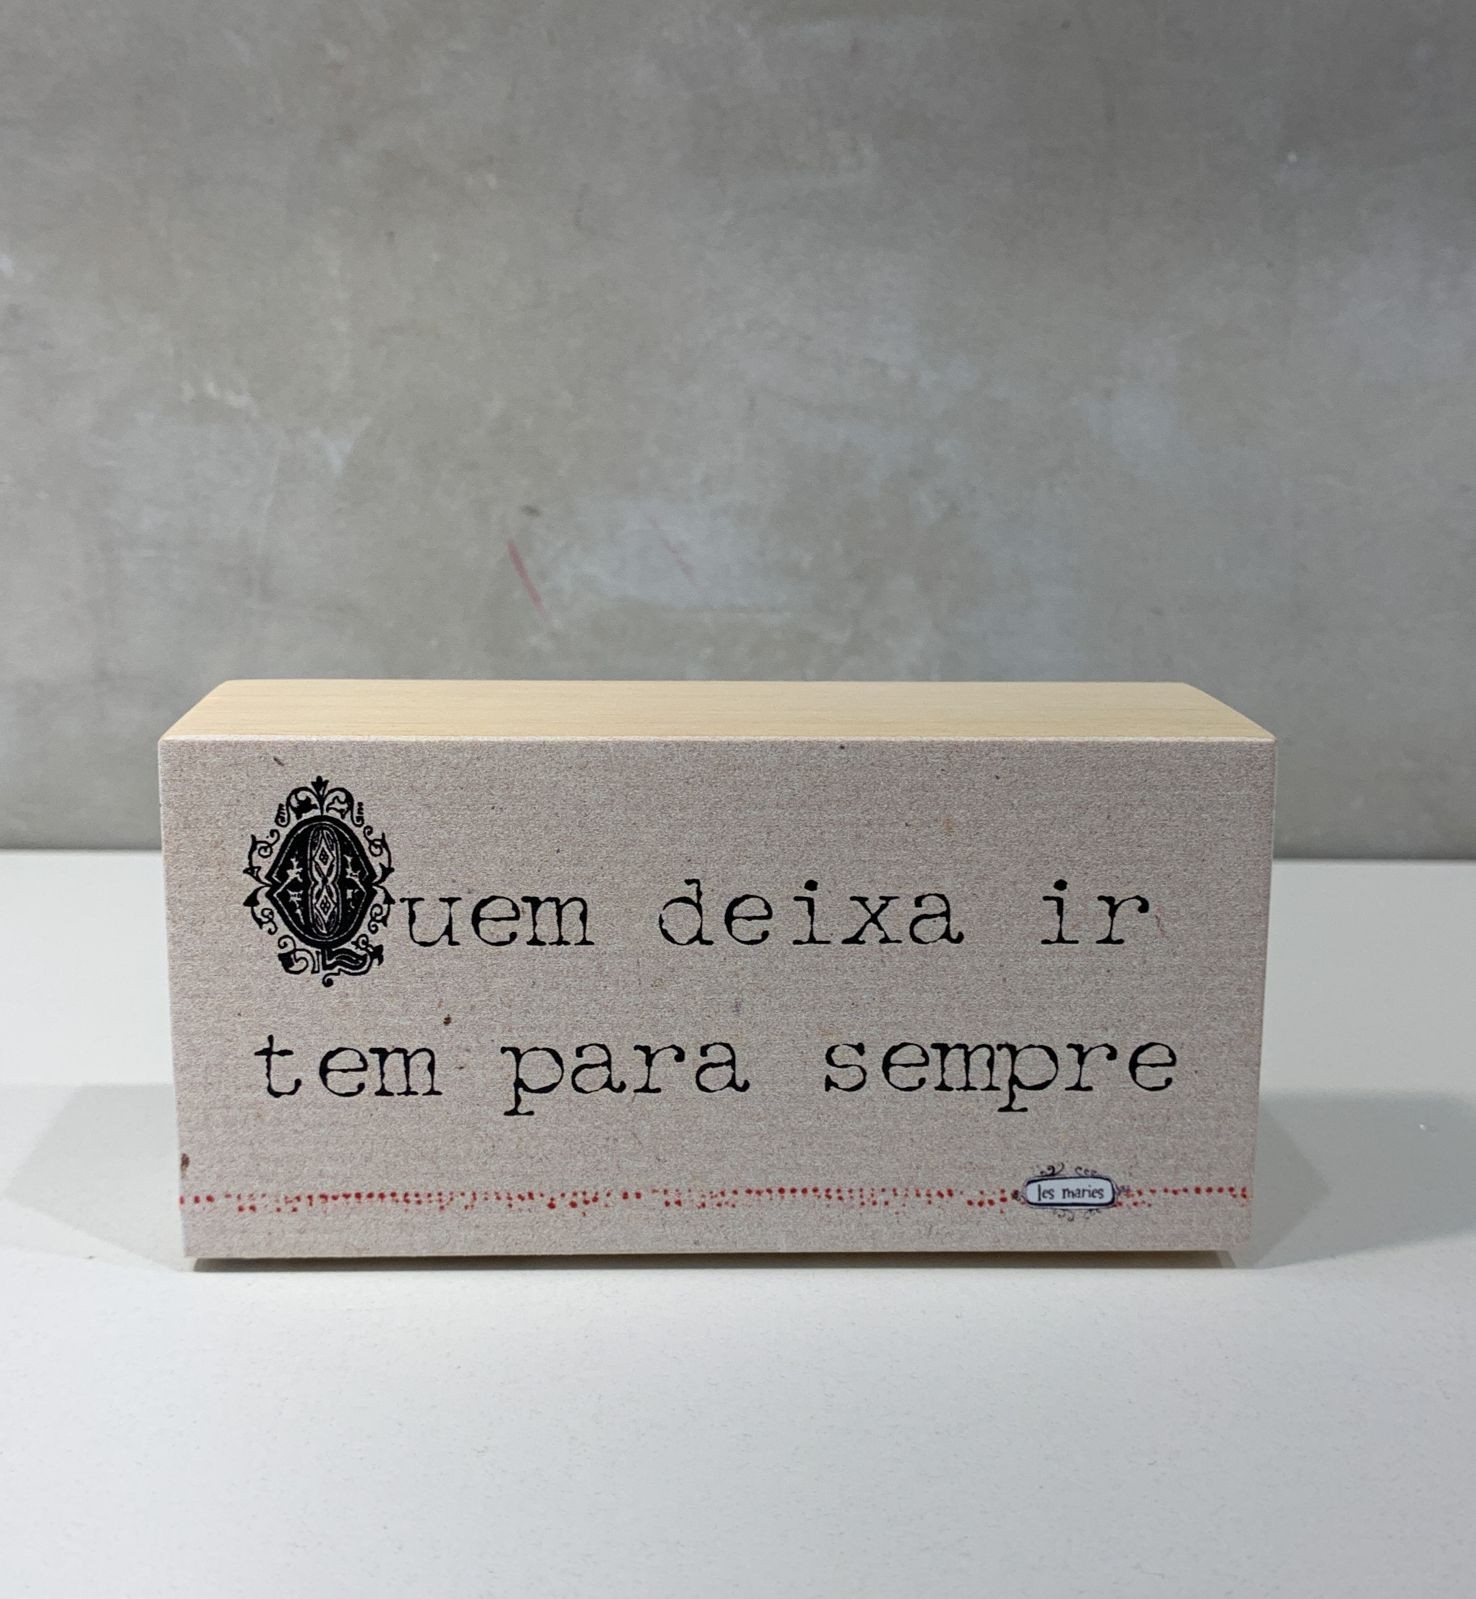 Quem deixa ir
tem para sempre
les maries